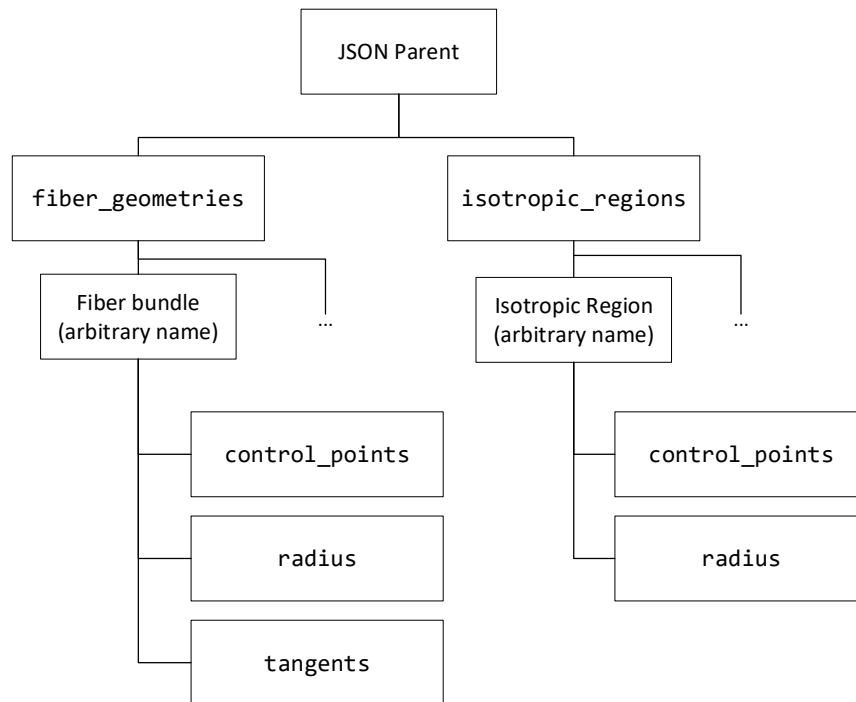 JSON Parent
fiber_geometries
isotropic_regions
Fiber bundle
(arbitrary name)
...
Isotropic Region
(arbitrary name)
...
control_points
control_points
radius
radius
tangents